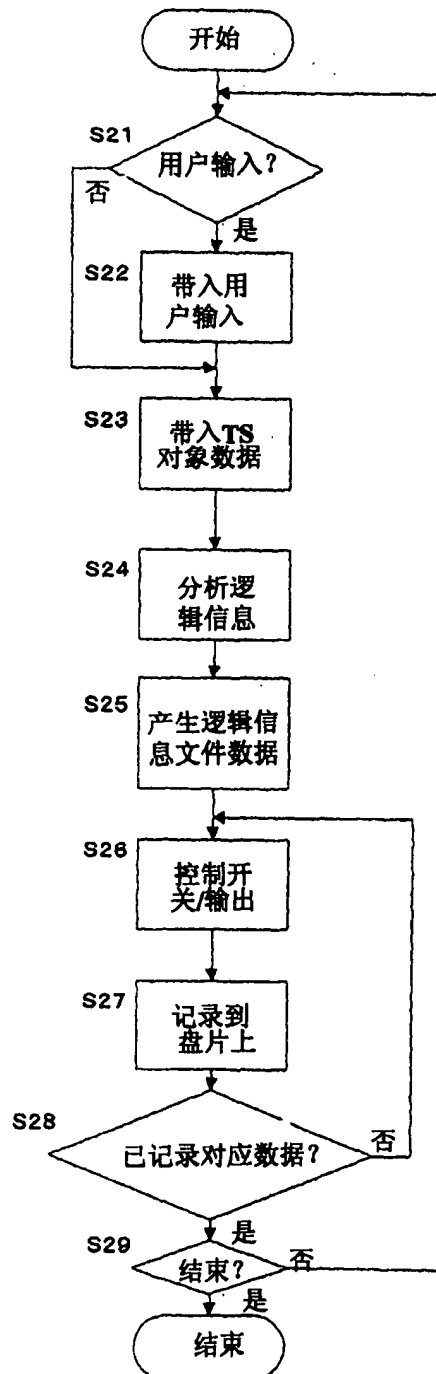 开始
S21
用户输入?
否
是
S22
带入用
户输入
S23
带入TS
对象数据
S24
分析逻
辑信息
S25
产生逻辑信
息文件数据
S26
控制开
关/输出
S27
记录到
盘片上
S28
已记录对应数据?
否
是
S29
结束?
否
是
结束